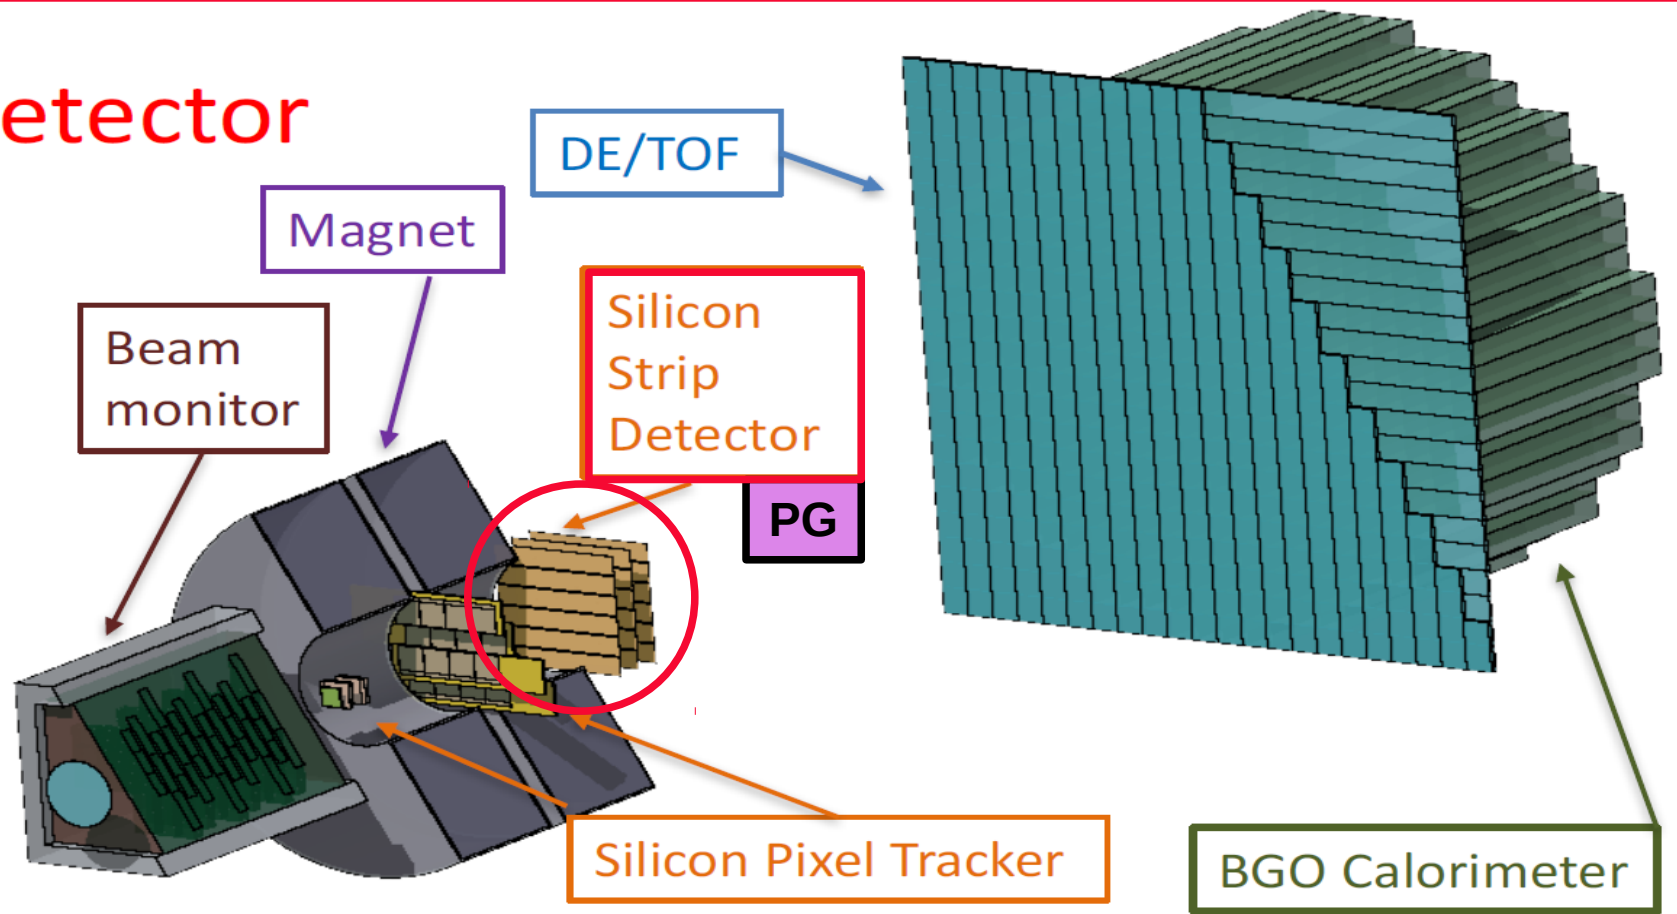 etector
DE/TOF
Magnet
Silicon
Strip
Detector
Beam
monitor
PG
Silicon Pixel Tracker
BGO Calorimeter